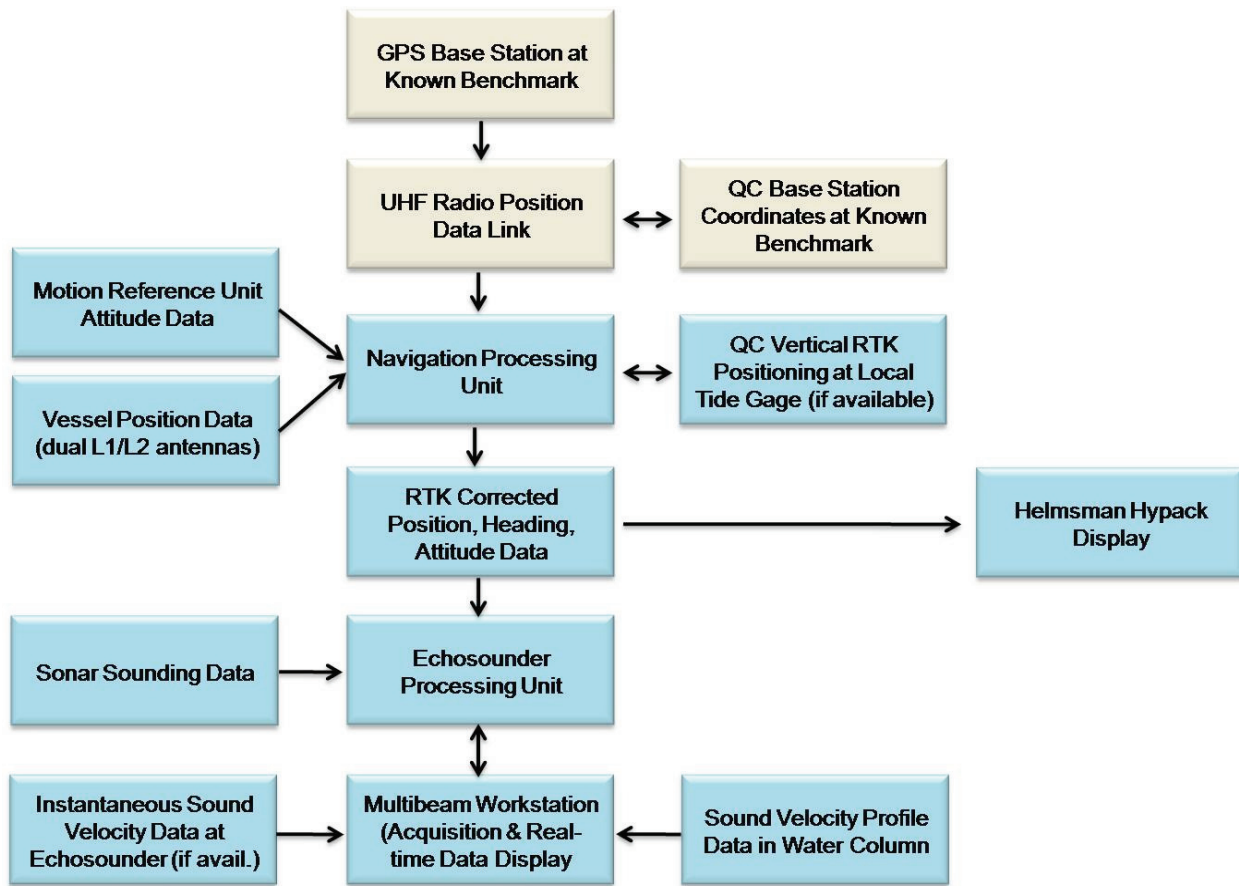 GPS Base Station at
Known Benchmark
UHF Radio Position
Data Link
QC Base Station
Coordinates at Known
Benchmark
Motion Reference Unit
Attitude Data
Navigation Processing
Unit
QC Vertical RTK
Positioning at Local
Tide Gage (if available)
Vessel Position Data
(dual L1/L2 antennas)
RTK Corrected
Position, Heading,
Attitude Data
Helmsman Hypack
Display
Sonar Sounding Data
Echosounder
Processing Unit
Instantaneous Sound
Velocity Data at
Echosounder (if avail.)
Multibeam Workstation
(Acquisition & Real-
time Data Display
Sound Velocity Profile
Data in Water Column